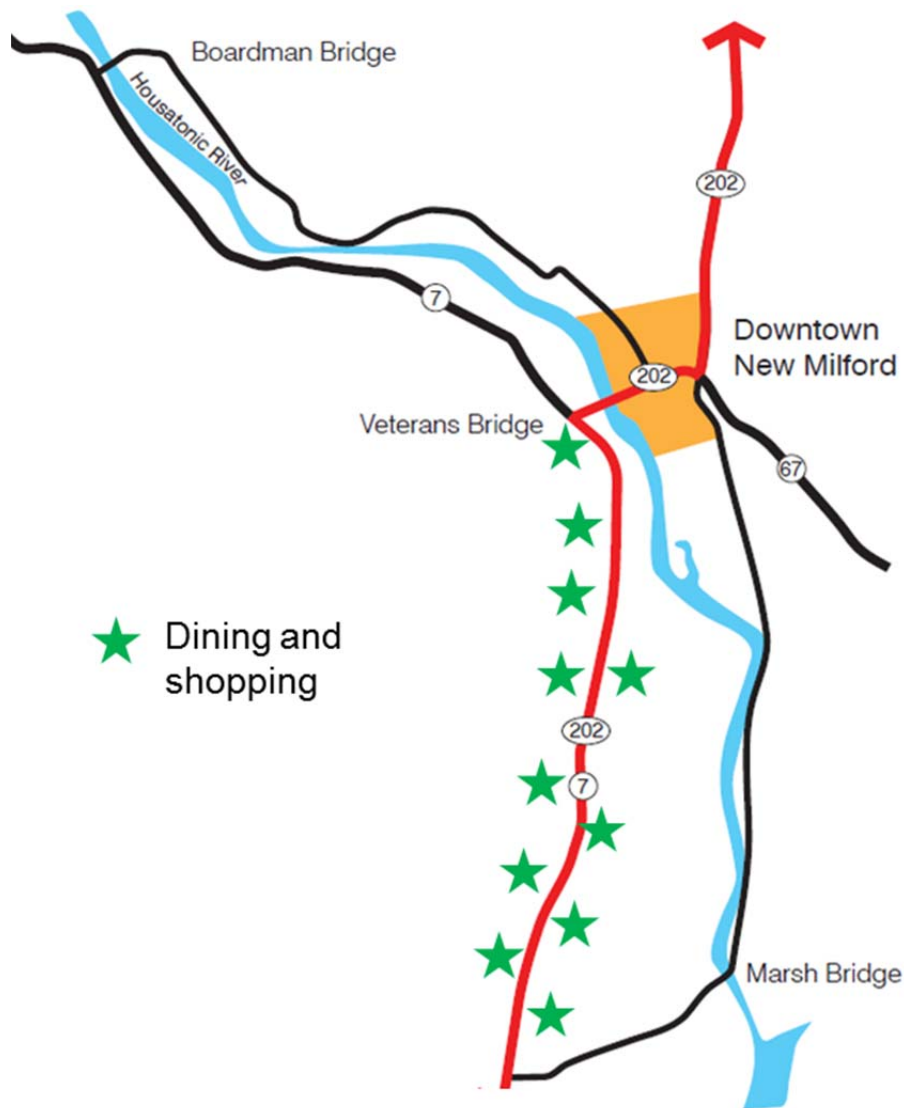 Boardman Bridge
Housatonic River
202
7
Downtown
New Milford
202
Veterans Bridge
67
Dining and
shopping
202
7
Marsh Bridge